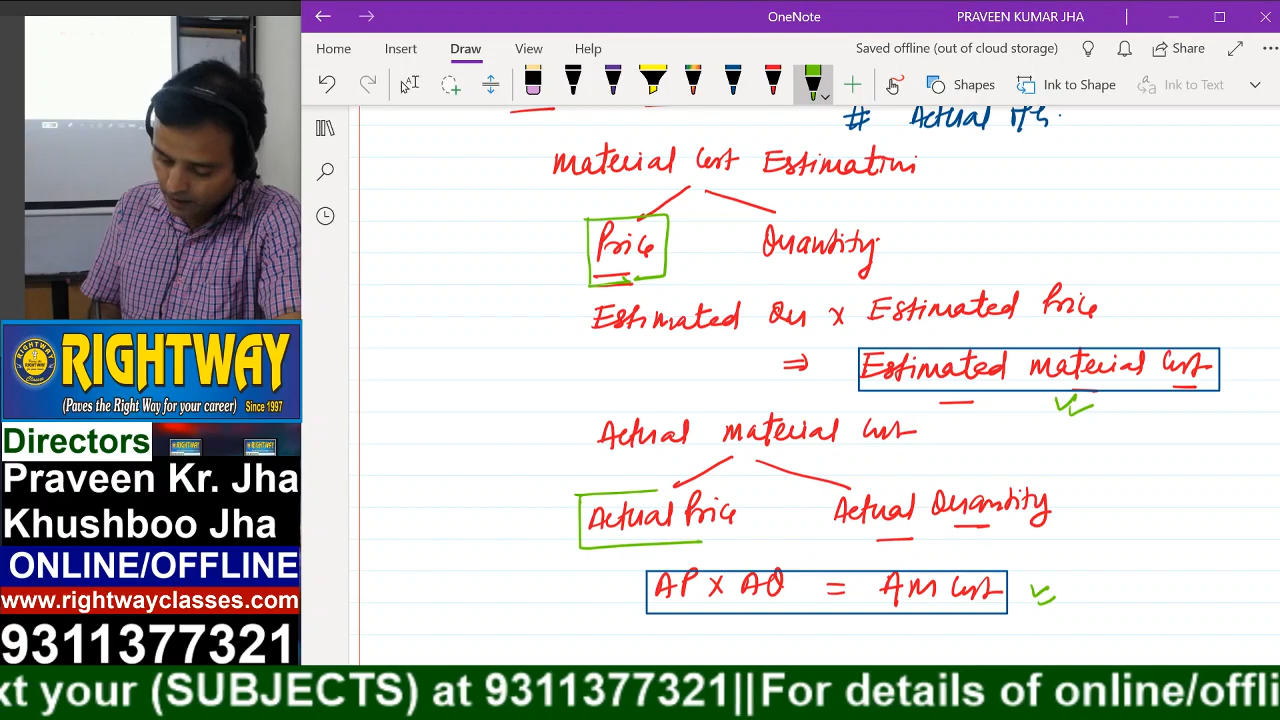 OneNote
PRAVEEN KUMAR JHA
Home Insert Draw View Help
Saved offline (out of cloud storage)
Share
Shapes
Ink to Shape
Ink to Text
# Actual
Material Cost Estimation
Price Quantity
Estimated Qu x Estimated Price
⇒ Estimated material Cost
Actual material Cost
Actual Price Actual Quantity
AP x AQ = AM Cost
RIGHTWAY
(Paves the Right Way for your career) Since 1997
Directors
Praveen Kr. Jha
Khushboo Jha
ONLINE/OFFLINE
www.rightwayclasses.com
9311377321
xt your (SUBJECTS) at 9311377321||For details of online/offli